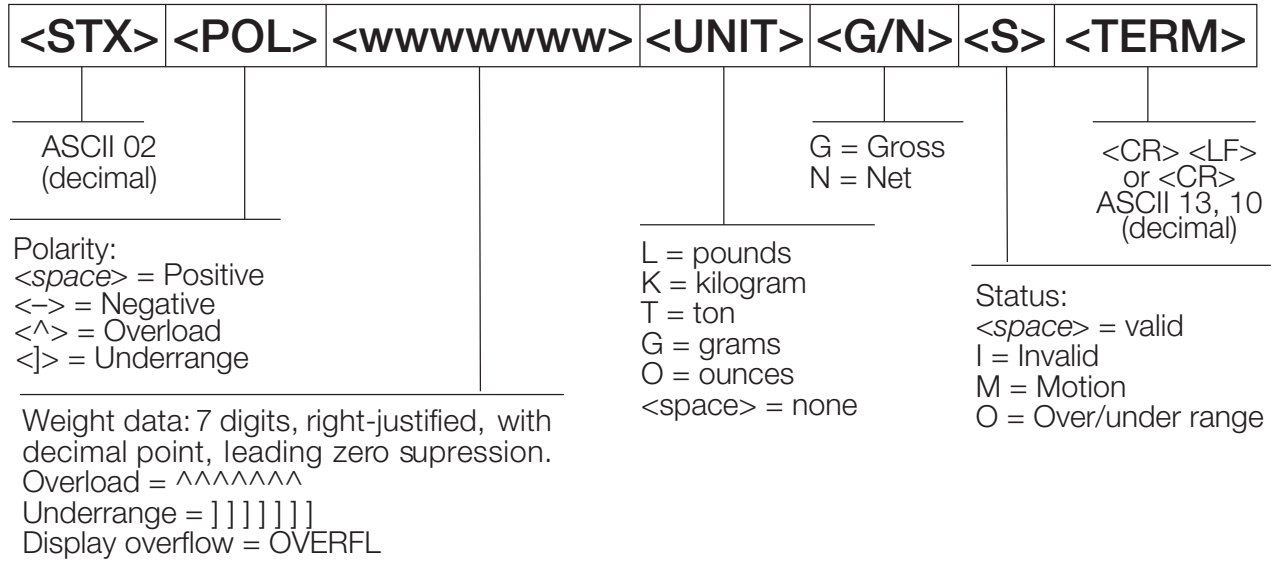 <STX> <POL> <wwwwwww> <UNIT> <G/N> <S> <TERM>
ASCII 02
(decimal)
Polarity:
<space> = Positive
<–> = Negative
<^> = Overload
<]> = Underrange
Weight data: 7 digits, right-justified, with
decimal point, leading zero supression.
Overload = ^^^^^^^
Underrange = ] ] ] ] ] ] ]
Display overflow = OVERFL
L = pounds
K = kilogram
T = ton
G = grams
O = ounces
<space> = none
G = Gross
N = Net
Status:
<space> = valid
I = Invalid
M = Motion
O = Over/under range
<CR> <LF>
or <CR>
ASCII 13, 10
(decimal)